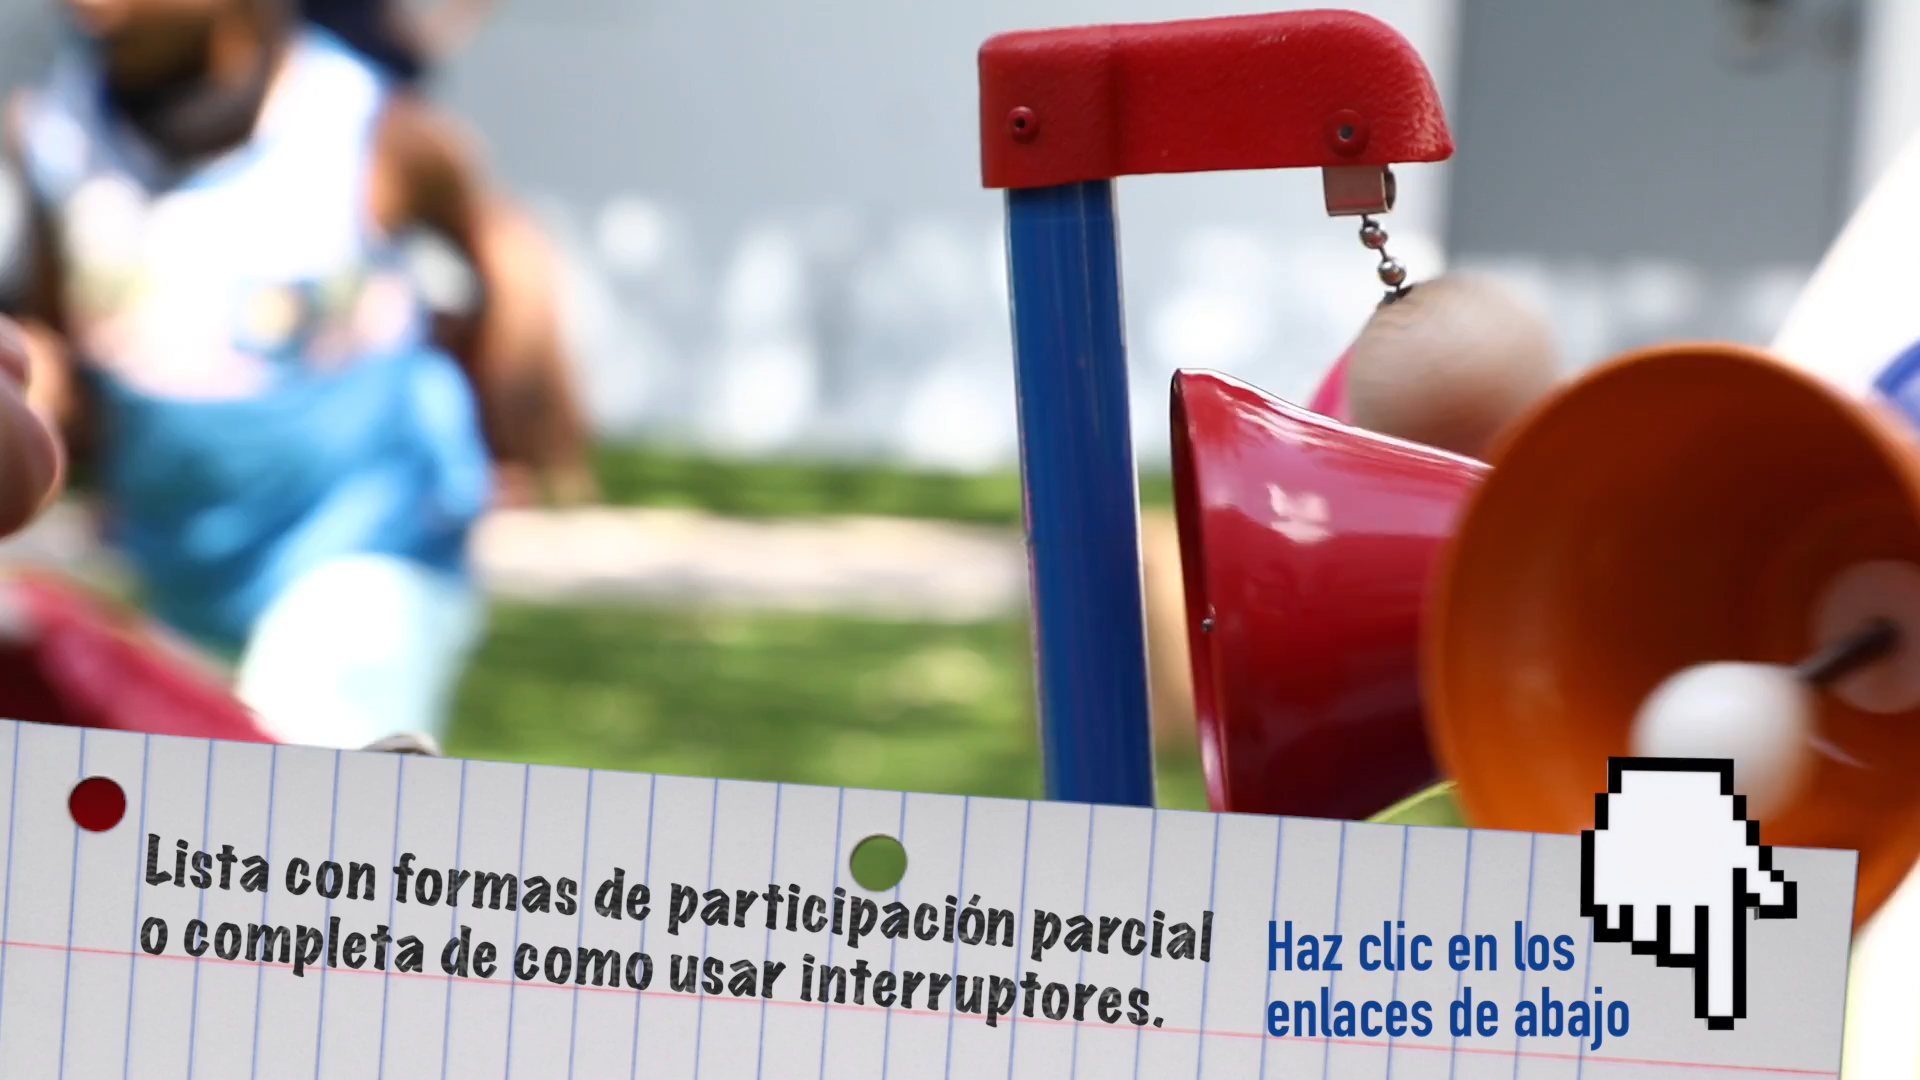 Lista con formas de participación parcial
o completa de como usar interruptores.
Haz clic en los
enlaces de abajo